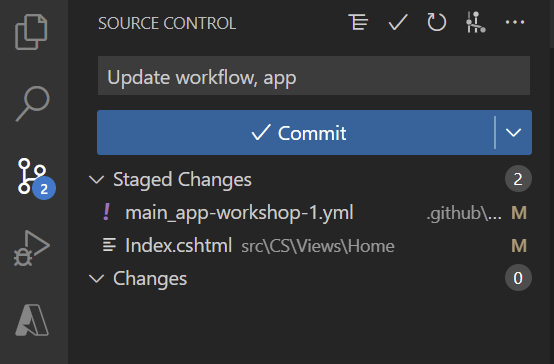 SOURCE CONTROL
Update workflow, app
Commit
2
Staged Changes 2
! main_app-workshop-1.yml .github\... M
Index.cshtml src\CS\Views\Home M
Changes 0